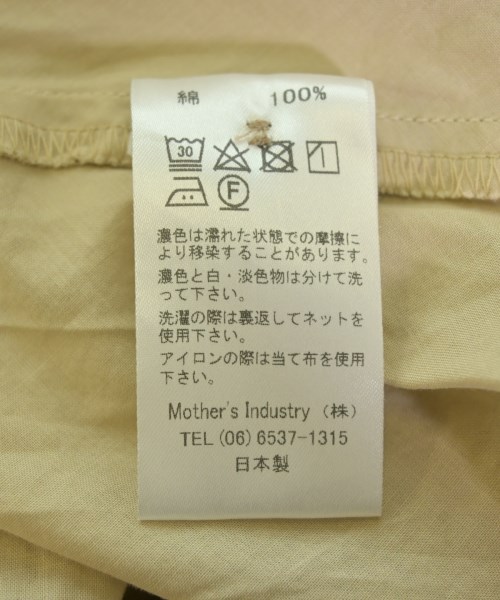 綿 100%
30
F
濃色は濡れた状態での摩擦に
より移染することがあります。
濃色と白・淡色物は分けて洗
って下さい。
洗濯の際は裏返してネットを
使用下さい。
アイロンの際は当て布を使用
下さい。
Mother's Industry (株)
TEL (06) 6537-1315
日本製